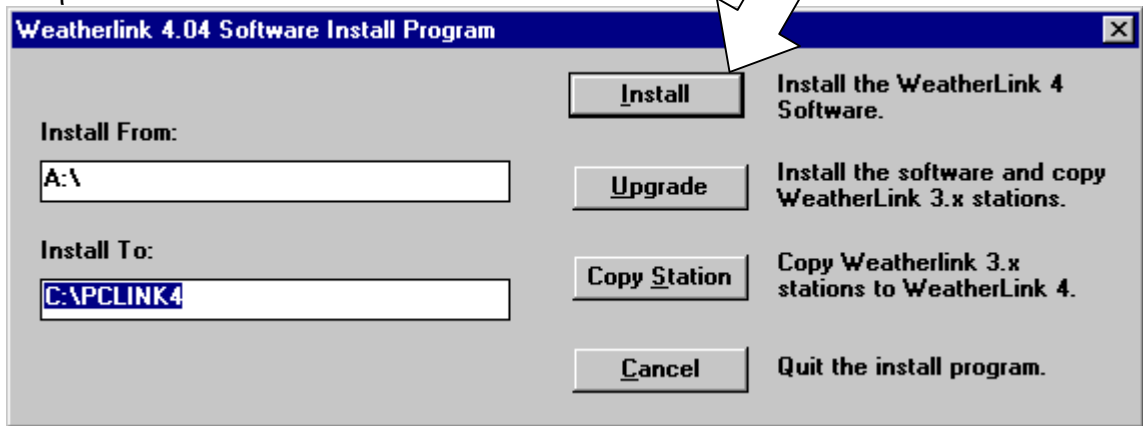 Weatherlink 4.04 Software Install Program
Install From:
A:\
Install To:
C:\PCLINK4
Install
Install the WeatherLink 4
Software.
Upgrade
Install the software and copy
WeatherLink 3.x stations.
Copy Station
Copy Weatherlink 3.x
stations to WeatherLink 4.
Cancel
Quit the install program.